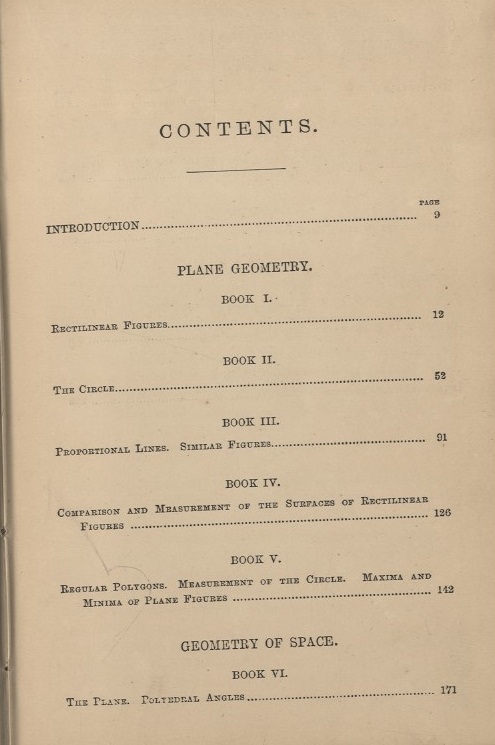 CONTENTS.
PAGE
INTRODUCTION........................................................ 9
PLANE GEOMETRY.
BOOK I.
RECTILINEAR FIGURES.................................................. 12
BOOK II.
THE CIRCLE.............................................................. 52
BOOK III.
PROPORTIONAL LINES. SIMILAR FIGURES............................... 91
BOOK IV.
COMPARISON AND MEASUREMENT OF THE SURFACES OF RECTILINEAR
FIGURES ............................................................ 126
BOOK V.
REGULAR POLYGONS. MEASUREMENT OF THE CIRCLE. MAXIMA AND
MINIMA OF PLANE FIGURES ........................................ 142
GEOMETRY OF SPACE.
BOOK VI.
THE PLANE. POLYEDRAL ANGLES...................................... 171